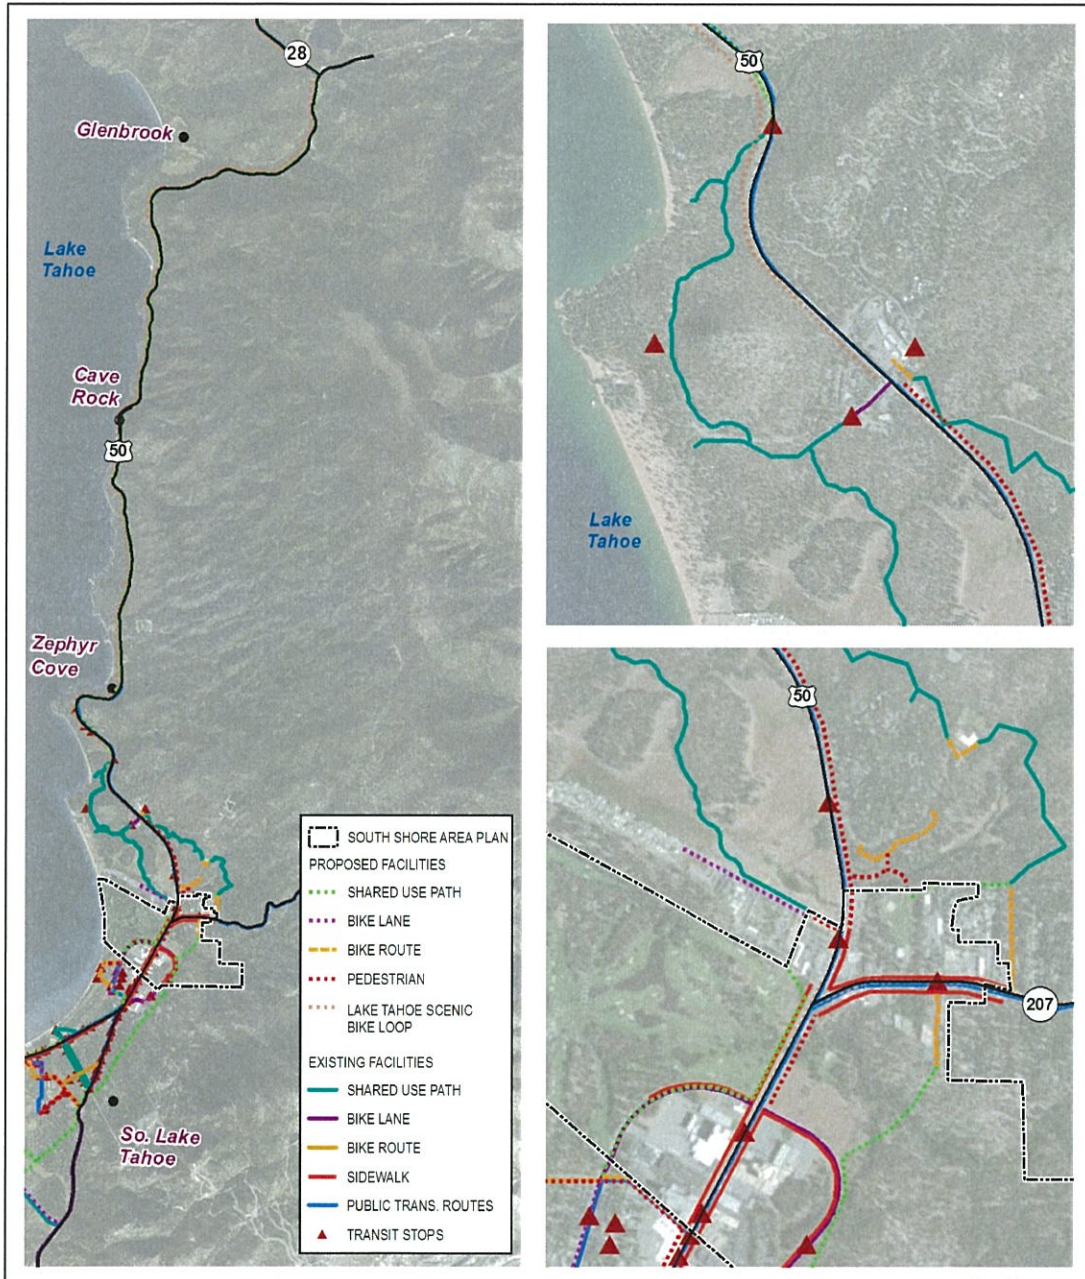 28
Glenbrook
Lake
Tahoe
Cave
Rock
50
Zephyr
Cove
So. Lake
Tahoe
SOUTH SHORE AREA PLAN
PROPOSED FACILITIES
SHARED USE PATH
BIKE LANE
BIKE ROUTE
PEDESTRIAN
LAKE TAHOE SCENIC
BIKE LOOP
EXISTING FACILITIES
SHARED USE PATH
BIKE LANE
BIKE ROUTE
SIDEWALK
PUBLIC TRANS. ROUTES
TRANSIT STOPS
50
Lake
Tahoe
50
207